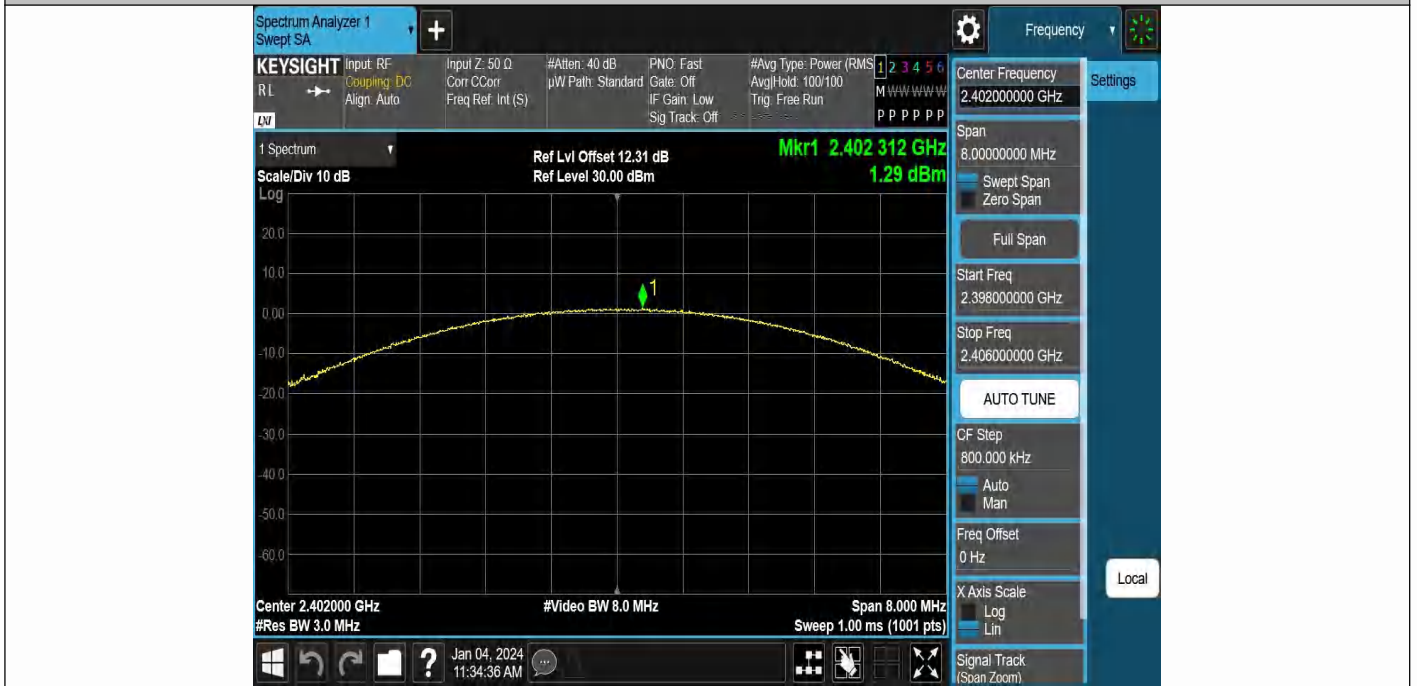 Spectrum Analyzer 1
Swept SA
+
Frequency
KEYSIGHT
RL
LXI
Input: RF
Coupling: DC
Align: Auto
Input Z: 50 Ω
Corr CCorr
Freq Ref: Int (S)
#Atten: 40 dB
µW Path: Standard
PNO: Fast
Gate: Off
IF Gain: Low
Sig Track: Off
#Avg Type: Power (RMS
Avg|Hold: 100/100
Trig: Free Run
1 2 3 4 5 6
M W W W W W
P P P P P P
1 Spectrum
Scale/Div 10 dB
Ref Lvl Offset 12.31 dB
Ref Level 30.00 dBm
Mkr1 2.402 312 GHz
1.29 dBm
Log
20.0
10.0
0.00
-10.0
-20.0
-30.0
-40.0
-50.0
-60.0
1
Center 2.402000 GHz
#Res BW 3.0 MHz
#Video BW 8.0 MHz
Span 8.000 MHz
Sweep 1.00 ms (1001 pts)
Center Frequency
2.402000000 GHz
Settings
Span
8.00000000 MHz
Swept Span
Zero Span
Full Span
Start Freq
2.398000000 GHz
Stop Freq
2.406000000 GHz
AUTO TUNE
CF Step
800.000 kHz
Auto
Man
Freq Offset
0 Hz
X Axis Scale
Log
Lin
Local
Signal Track
(Span Zoom)
?
Jan 04, 2024
11:34:36 AM